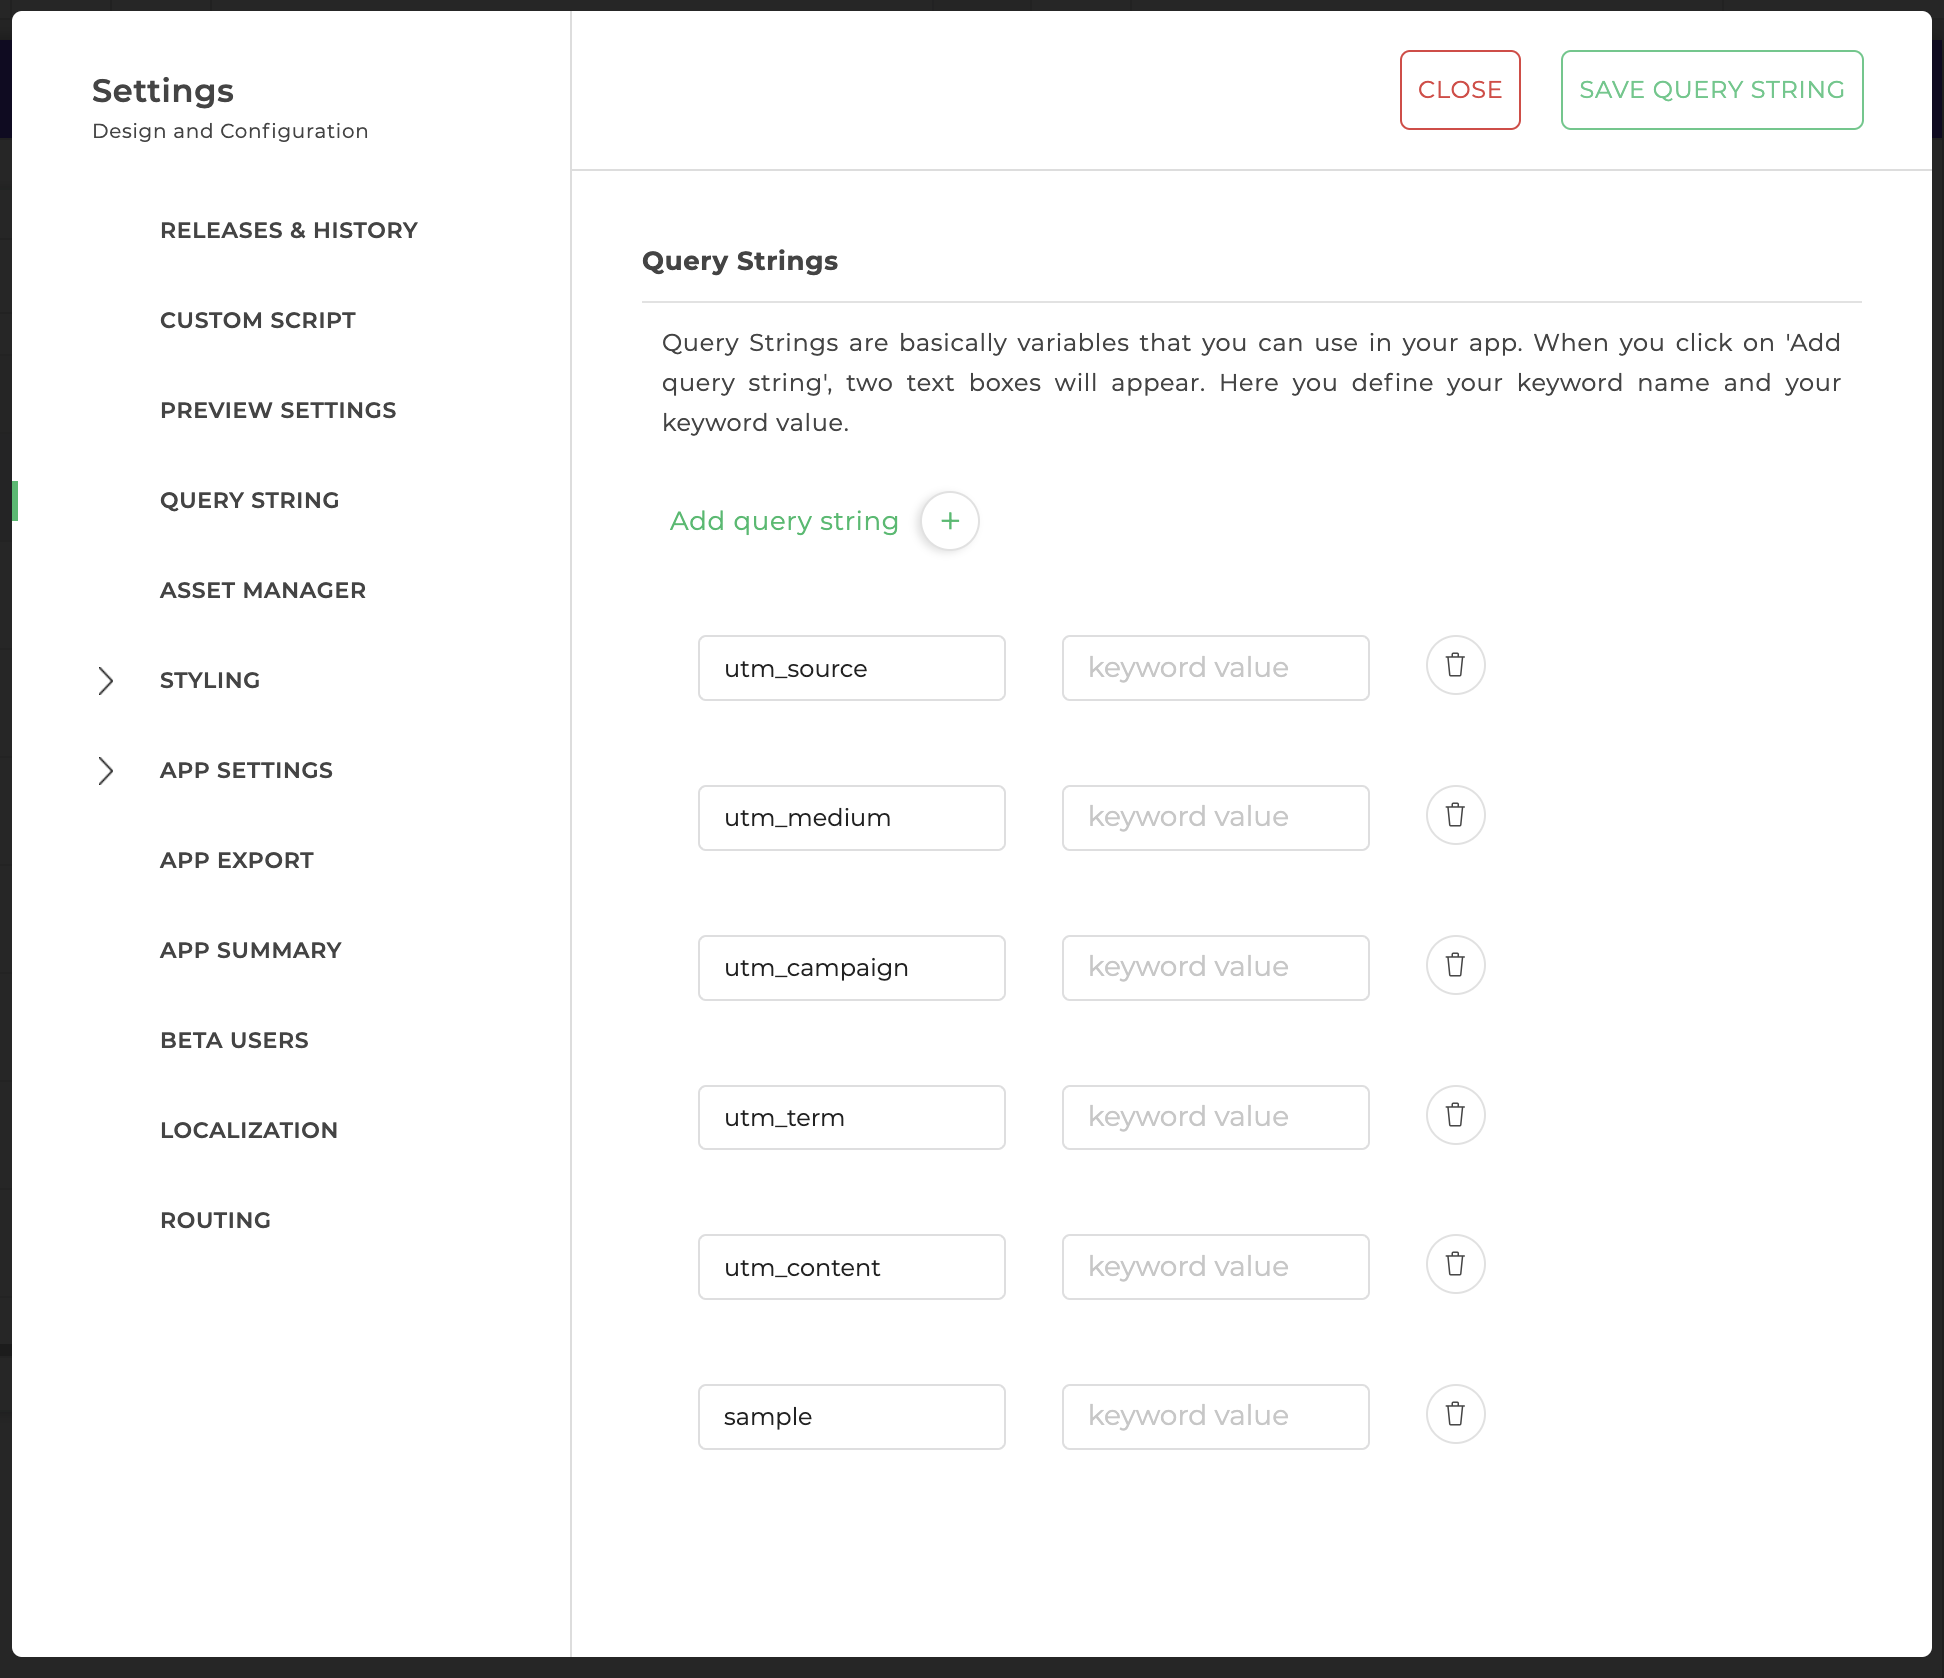 Settings
Design and Configuration
CLOSE
SAVE QUERY STRING
RELEASES & HISTORY
CUSTOM SCRIPT
PREVIEW SETTINGS
QUERY STRING
ASSET MANAGER
STYLING
APP SETTINGS
APP EXPORT
APP SUMMARY
BETA USERS
LOCALIZATION
ROUTING
Query Strings
Query Strings are basically variables that you can use in your app. When you click on 'Add
query string', two text boxes will appear. Here you define your keyword name and your
keyword value.
Add query string +
utm_source keyword value
utm_medium keyword value
utm_campaign keyword value
utm_term keyword value
utm_content keyword value
sample keyword value